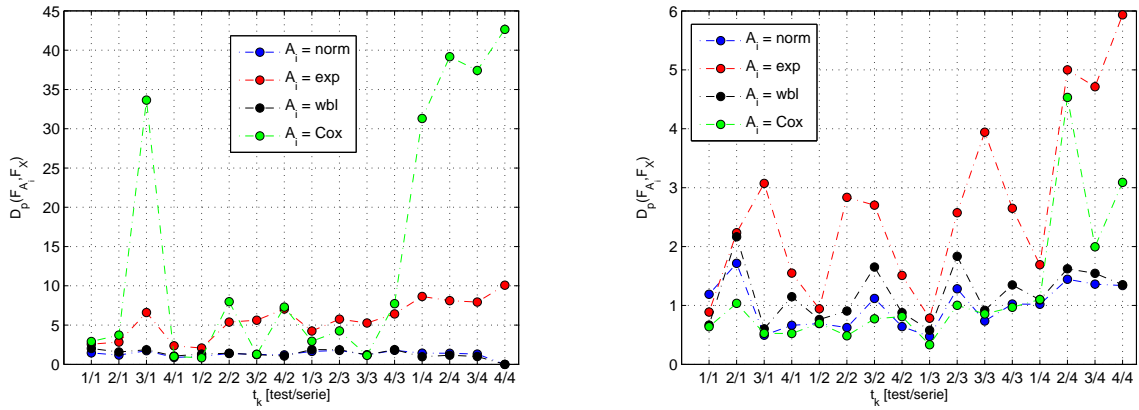 45
40
35
30
25
20
15
10
5
0
D_p(F_{A_i},F_X)
A_i = norm
A_i = exp
A_i = wbl
A_i = Cox
1/1 2/1 3/1 4/1 1/2 2/2 3/2 4/2 1/3 2/3 3/3 4/3 1/4 2/4 3/4 4/4
t_k [test/serie]
6
5
4
3
2
1
0
D_p(F_{A_i},F_X)
A_i = norm
A_i = exp
A_i = wbl
A_i = Cox
1/1 2/1 3/1 4/1 1/2 2/2 3/2 4/2 1/3 2/3 3/3 4/3 1/4 2/4 3/4 4/4
t_k [test/serie]